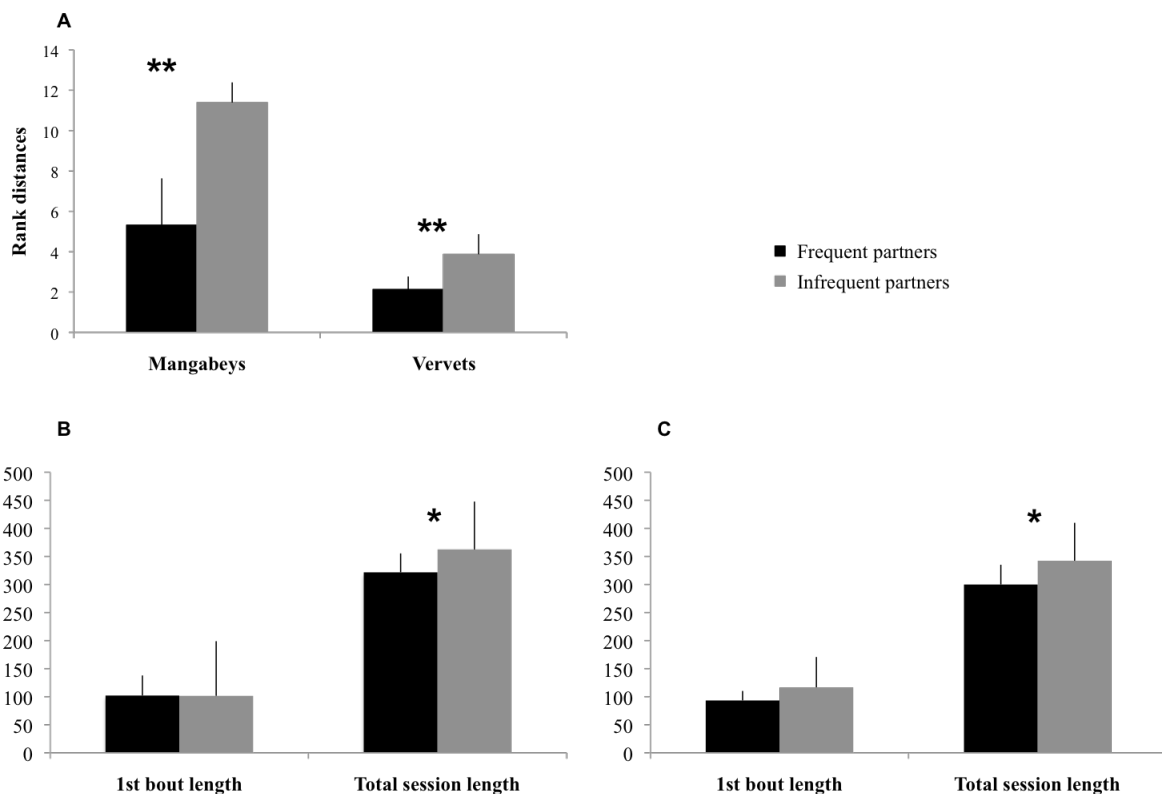 A
14
12
10
8
6
4
2
0
Rank distances
**
**
Mangabeys
Vervets
Frequent partners
Infrequent partners
B
500
450
400
350
300
250
200
150
100
50
0
*
1st bout length
Total session length
C
500
450
400
350
300
250
200
150
100
50
0
*
1st bout length
Total session length